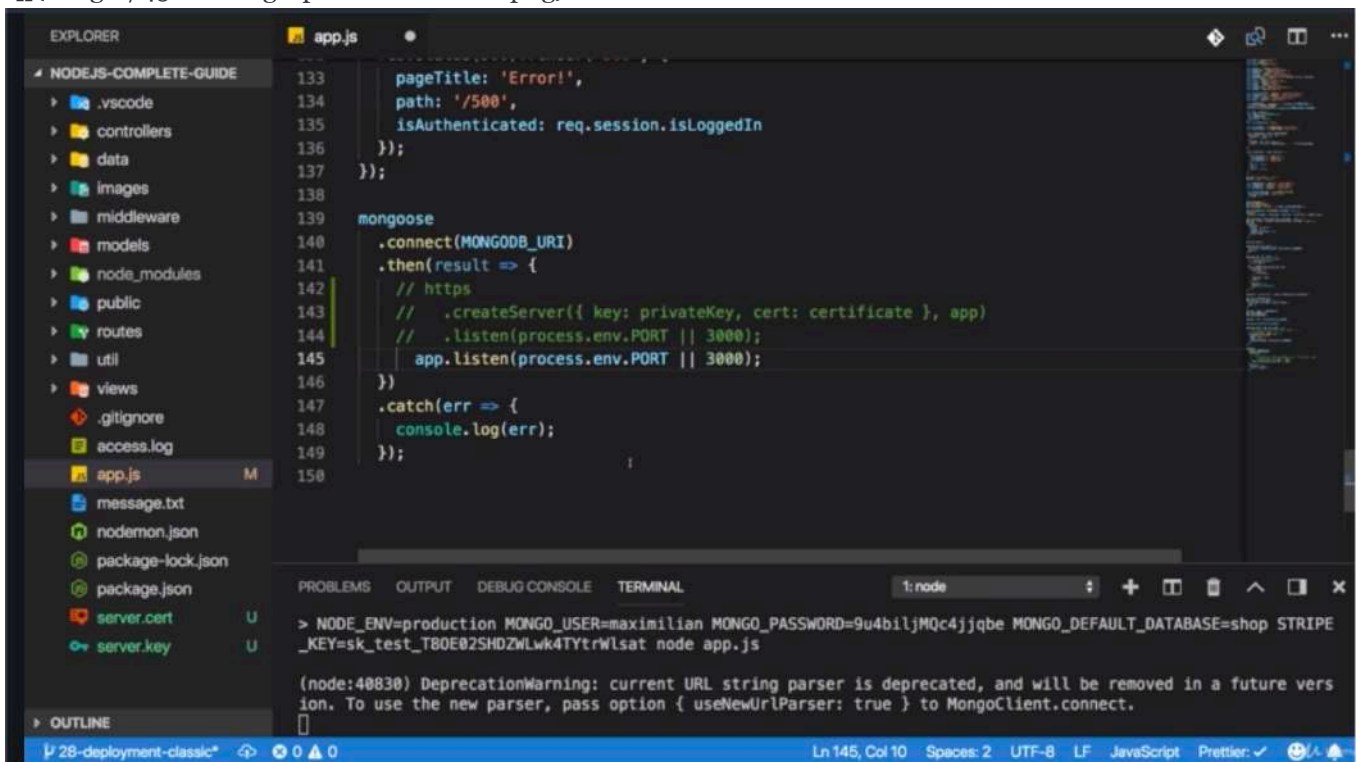 EXPLORER
app.js
NODEJS-COMPLETE-GUIDE
.vscode
controllers
data
images
middleware
models
node_modules
public
routes
util
views
.gitignore
access.log
app.js M
message.txt
nodemon.json
package-lock.json
package.json
server.cert U
server.key U
OUTLINE
133 pageTitle: 'Error!',
134 path: '/500',
135 isAuthenticated: req.session.isLoggedIn
136 });
137 });
138
139 mongoose
140 .connect(MONGODB_URI)
141 .then(result => {
142 // https
143 // .createServer({ key: privateKey, cert: certificate }, app)
144 // .listen(process.env.PORT || 3000);
145 app.listen(process.env.PORT || 3000);
146 })
147 .catch(err => {
148 console.log(err);
149 });
150
PROBLEMS OUTPUT DEBUG CONSOLE TERMINAL 1: node
> NODE_ENV=production MONGO_USER=maximilian MONGO_PASSWORD=9u4biljMQc4jjqbe MONGO_DEFAULT_DATABASE=shop STRIPE
_KEY=sk_test_T80E02SHDZWLwk4TYtrWlsat node app.js
(node:40830) DeprecationWarning: current URL string parser is deprecated, and will be removed in a future vers
ion. To use the new parser, pass option { useNewUrlParser: true } to MongoClient.connect.
28-deployment-classic* 0 0 Ln 145, Col 10 Spaces: 2 UTF-8 LF JavaScript Prettier: ✓